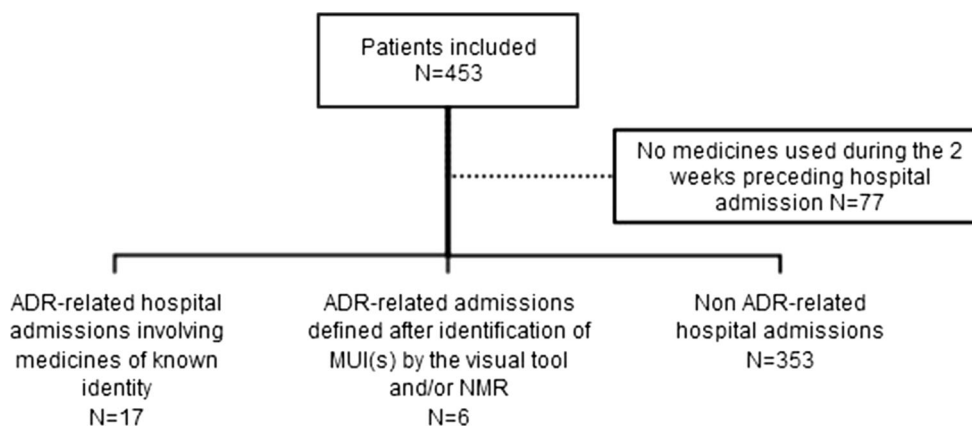 Patients included
N=453
No medicines used during the 2
weeks preceding hospital
admission N=77
ADR-related hospital
admissions involving
medicines of known
identity
N=17
ADR-related admissions
defined after identification of
MUI(s) by the visual tool
and/or NMR
N=6
Non ADR-related
hospital admissions
N=353